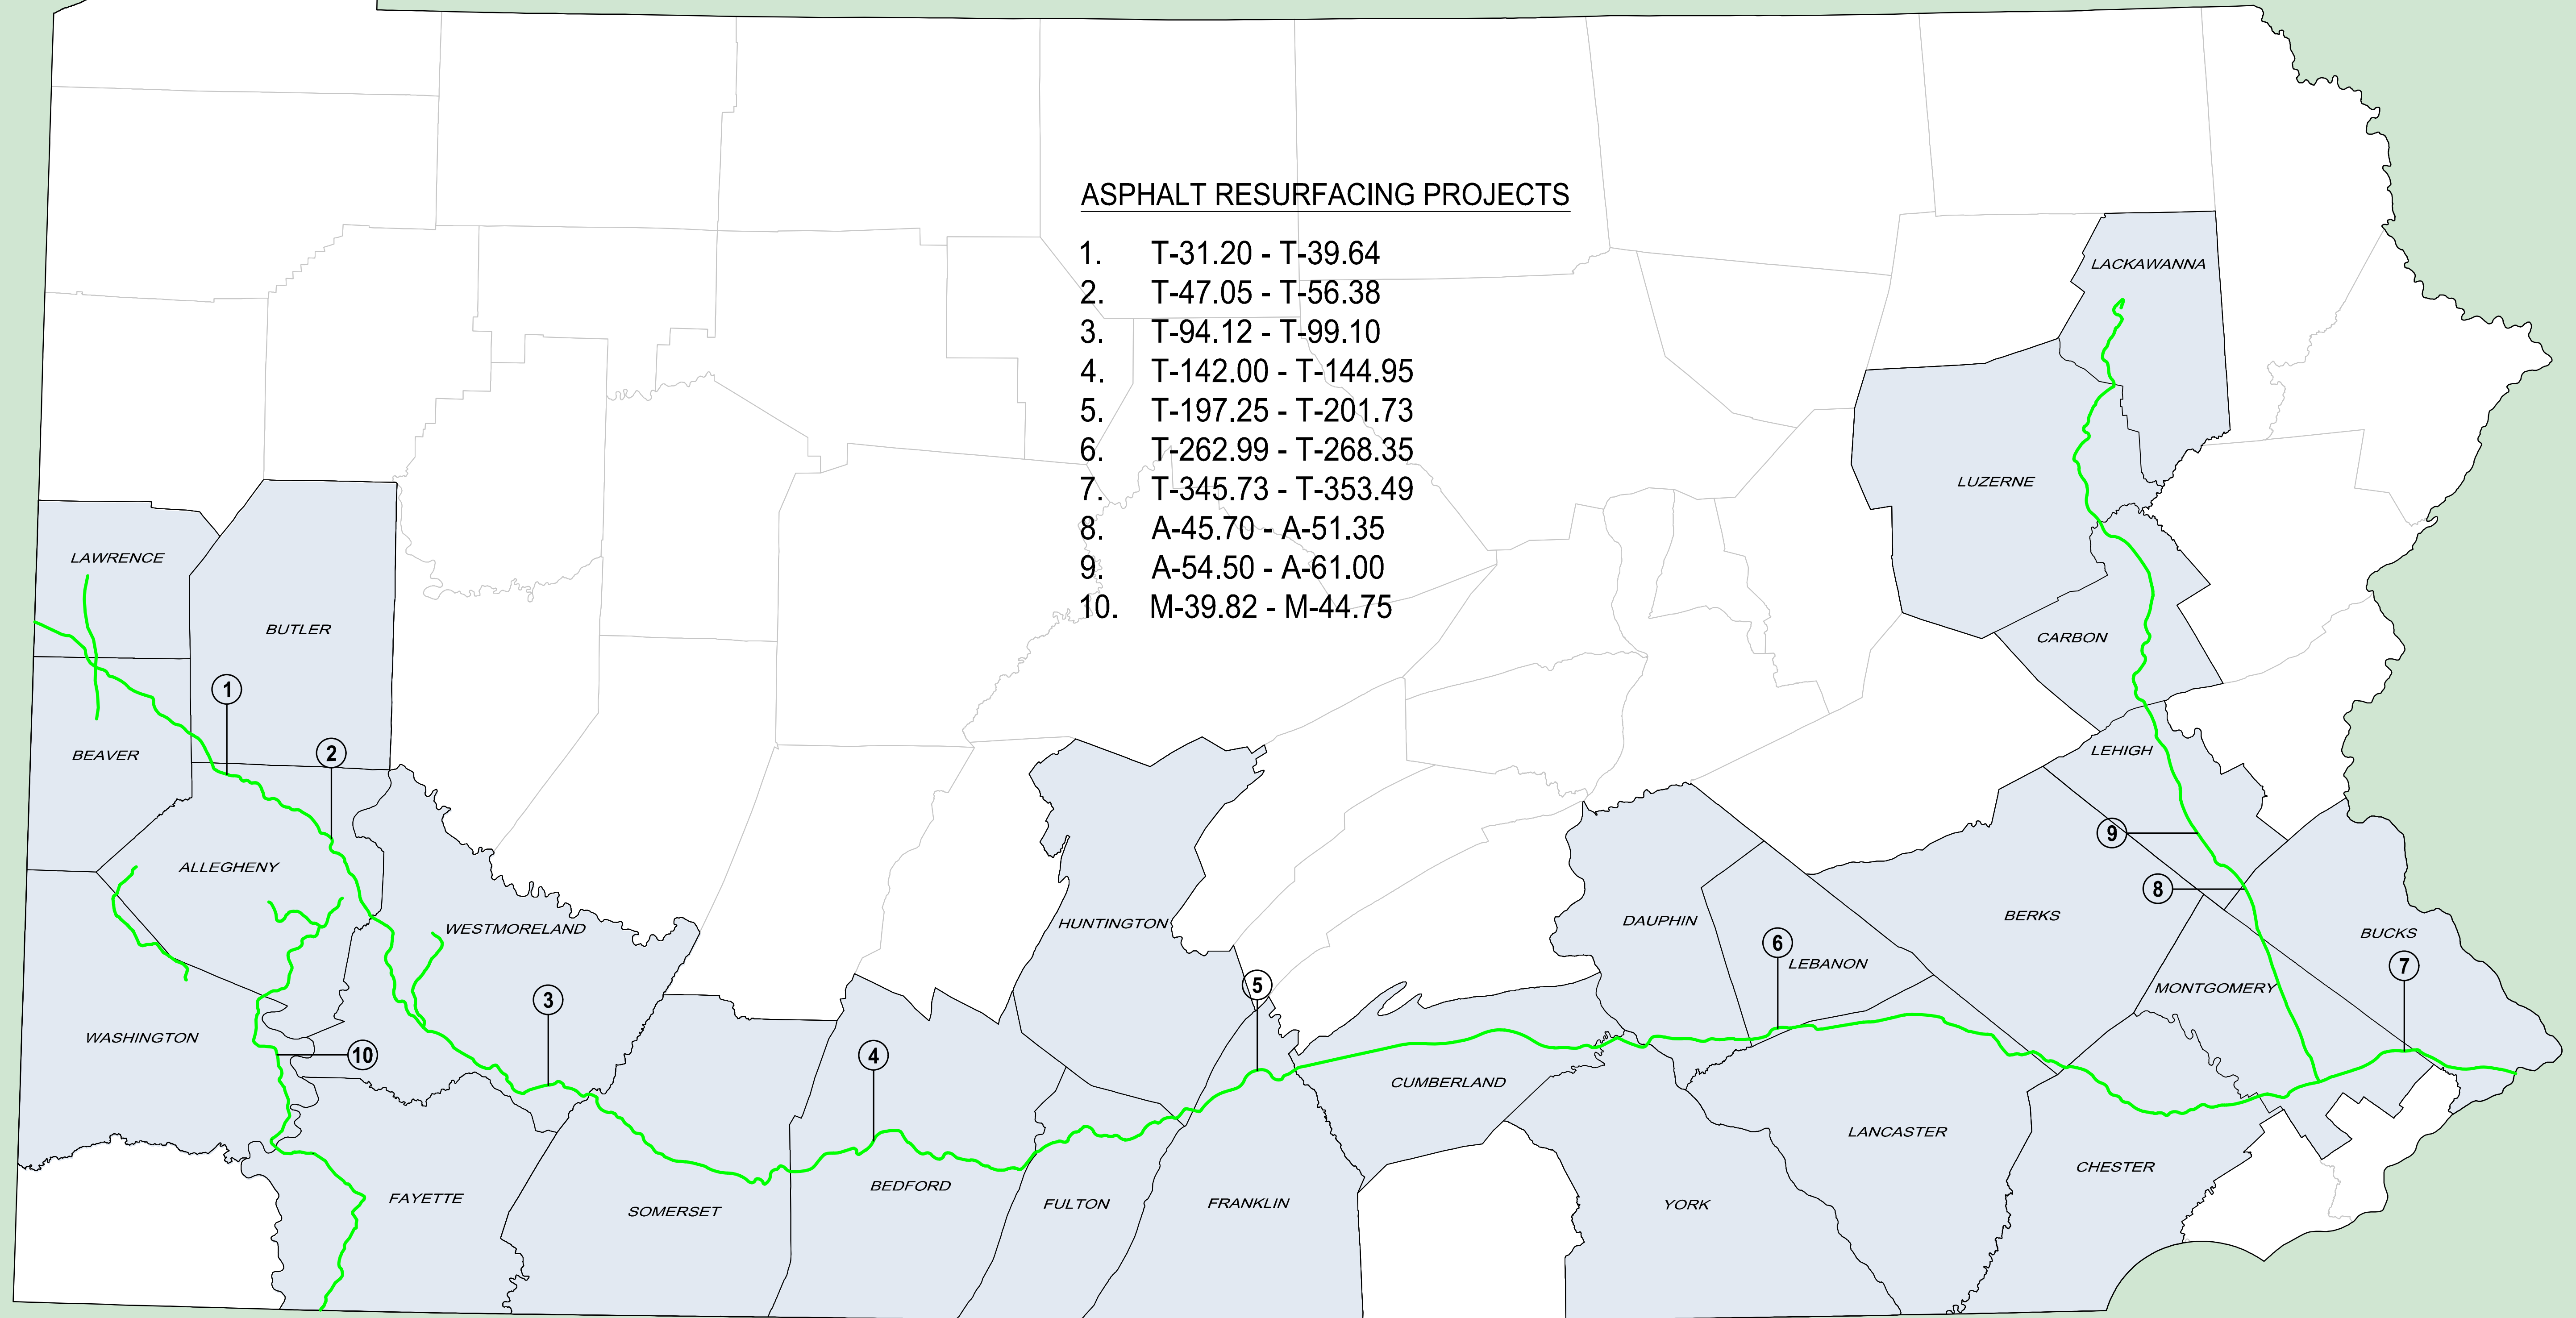 ASPHALT RESURFACING PROJECTS
1. T-31.20 - T-39.64
2. T-47.05 - T-56.38
3. T-94.12 - T-99.10
4. T-142.00 - T-144.95
5. T-197.25 - T-201.73
6. T-262.99 - T-268.35
7. T-345.73 - T-353.49
8. A-45.70 - A-51.35
9. A-54.50 - A-61.00
10. M-39.82 - M-44.75
LACKAWANNA
LUZERNE
LAWRENCE
BUTLER
CARBON
1
2
BEAVER
LEHIGH
9
ALLEGHENY
8
HUNTINGTON
DAUPHIN
BERKS
WESTMORELAND
BUCKS
6
LEBANON
7
5
MONTGOMERY
3
WASHINGTON
10
4
CUMBERLAND
LANCASTER
CHESTER
BEDFORD
FAYETTE
FULTON
FRANKLIN
YORK
SOMERSET